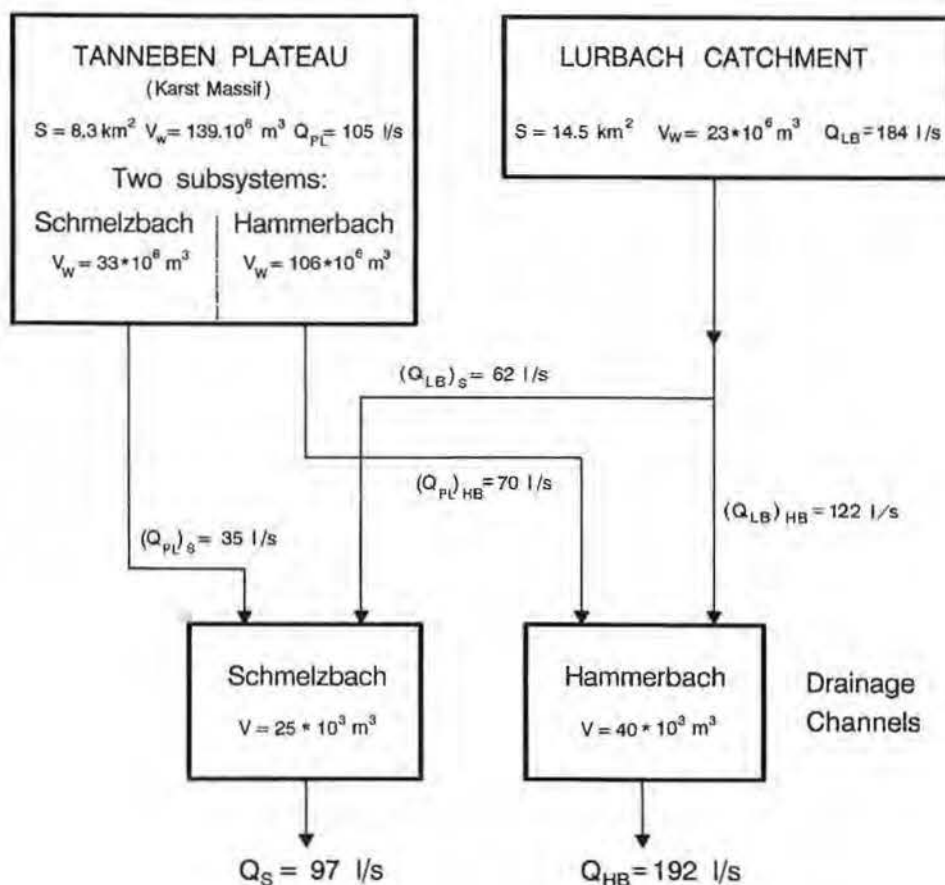 TANNEBEN PLATEAU
(Karst Massif)
S = 8,3 km² V_w = 139.10⁶ m³ Q_PL = 105 l/s
Two subsystems:
Schmelzbach
V_W = 33*10⁶ m³
Hammerbach
V_W = 106*10⁶ m³
LURBACH CATCHMENT
S = 14.5 km² V_W = 23*10⁶ m³ Q_LB = 184 l/s
(Q_LB)_S = 62 l/s
(Q_PL)_HB = 70 l/s
(Q_LB)_HB = 122 l/s
(Q_PL)_S = 35 l/s
Schmelzbach
V = 25 * 10³ m³
Hammerbach
V = 40 * 10³ m³
Drainage
Channels
Q_S = 97 l/s
Q_HB = 192 l/s